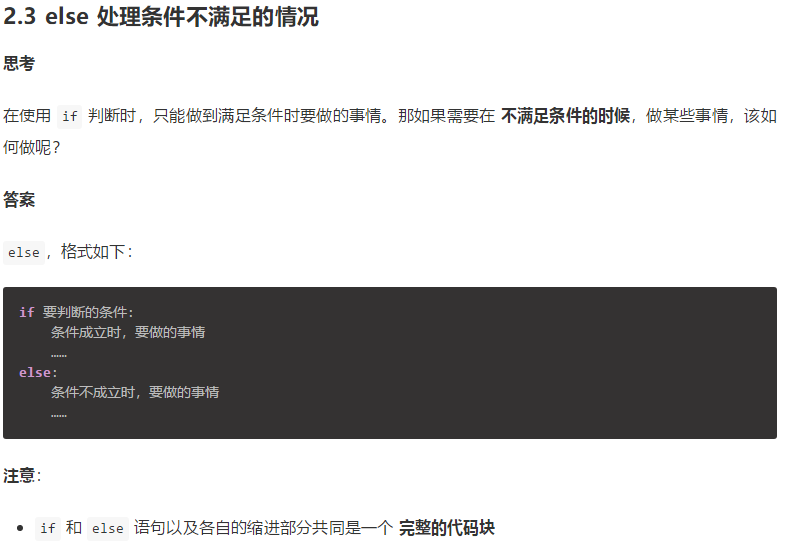 2.3 else 处理条件不满足的情况
思考
在使用 if 判断时，只能做到满足条件时要做的事情。那如果需要在 不满足条件的时候，做某些事情，该如
何做呢？
答案
else，格式如下：
if 要判断的条件:
    条件成立时，要做的事情
    ……
else:
    条件不成立时，要做的事情
    ……
注意：
• if 和 else 语句以及各自的缩进部分共同是一个 完整的代码块